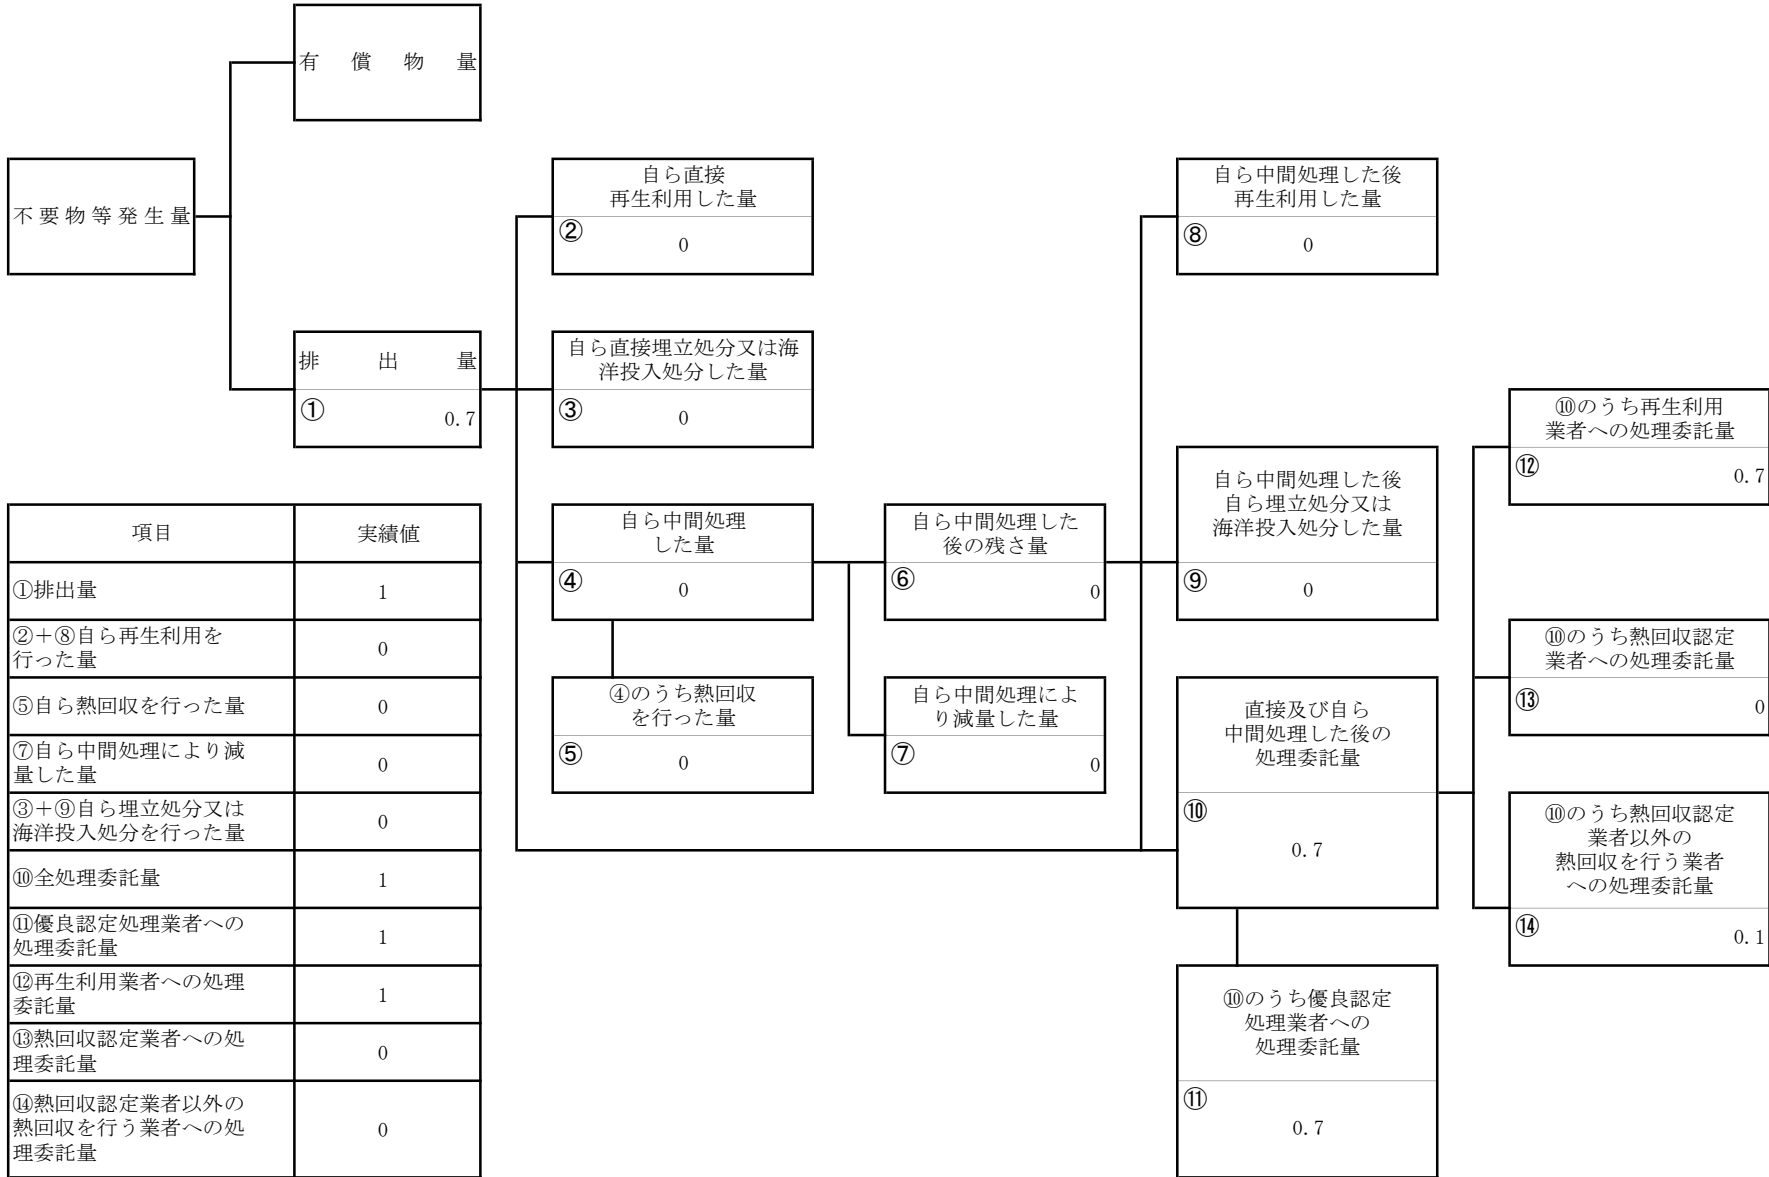 有償物量
不要物等発生量
排出量
① 0.7
自ら直接
再生利用した量
② 0
自ら直接埋立処分又は海
洋投入処分した量
③ 0
自ら中間処理
した量
④ 0
④のうち熱回収
を行った量
⑤ 0
自ら中間処理した
後の残さ量
⑥ 0
自ら中間処理によ
り減量した量
⑦ 0
自ら中間処理した後
再生利用した量
⑧ 0
自ら中間処理した後
自ら埋立処分又は
海洋投入処分した量
⑨ 0
直接及び自ら
中間処理した後の
処理委託量
⑩
0.7
⑩のうち優良認定
処理業者への
処理委託量
⑪
0.7
⑩のうち再生利用
業者への処理委託量
⑫ 0.7
⑩のうち熱回収認定
業者への処理委託量
⑬ 0
⑩のうち熱回収認定
業者以外の
熱回収を行う業者
への処理委託量
⑭ 0.1
項目 実績値
①排出量 1
②+⑧自ら再生利用を
行った量 0
⑤自ら熱回収を行った量 0
⑦自ら中間処理により減
量した量 0
③+⑨自ら埋立処分又は
海洋投入処分を行った量 0
⑩全処理委託量 1
⑪優良認定処理業者への
処理委託量 1
⑫再生利用業者への処理
委託量 1
⑬熱回収認定業者への処
理委託量 0
⑭熱回収認定業者以外の
熱回収を行う業者への処 0
理委託量